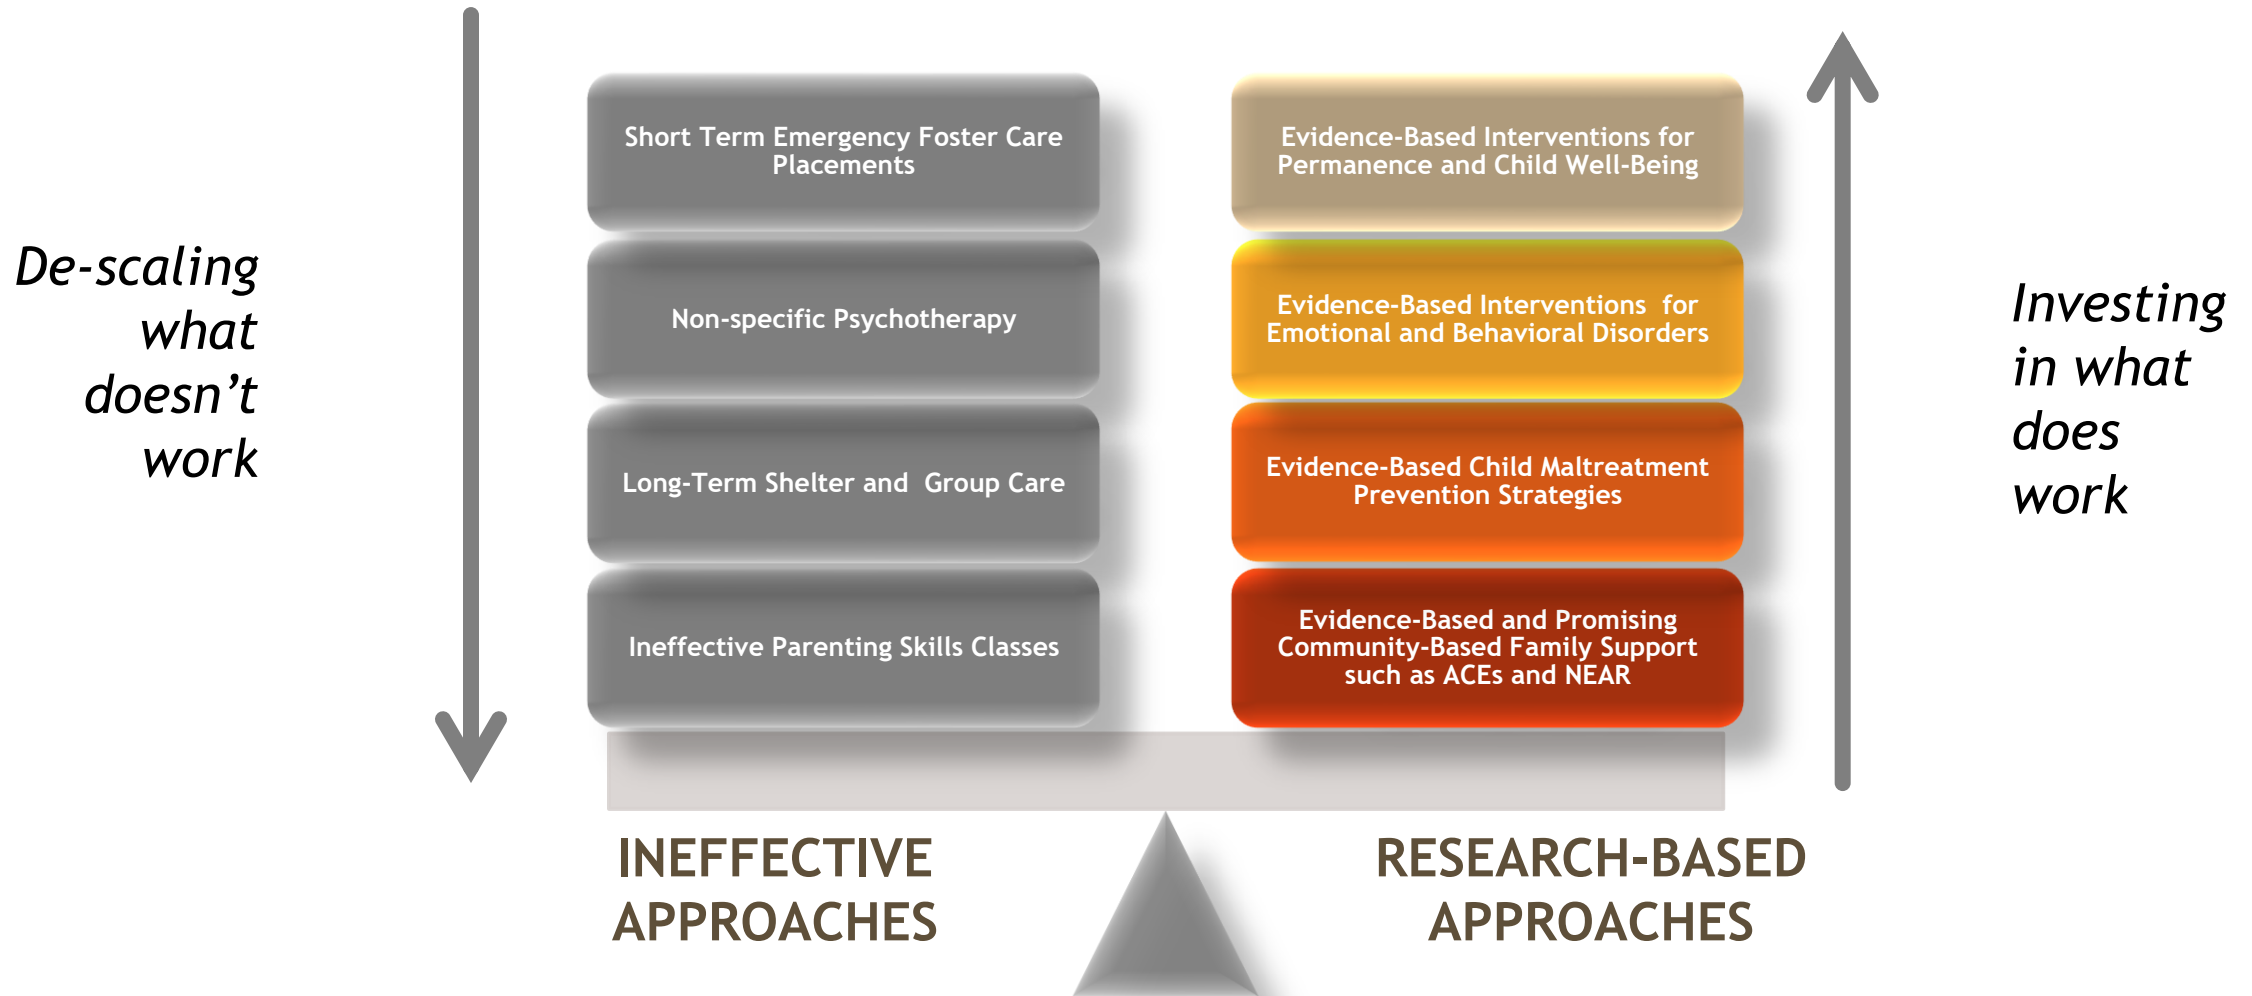 De-scaling
what
doesn’t
work
Short Term Emergency Foster Care
Placements
Non-specific Psychotherapy
Long-Term Shelter and  Group Care
Ineffective Parenting Skills Classes
INEFFECTIVE
APPROACHES
Evidence-Based Interventions for
Permanence and Child Well-Being
Evidence-Based Interventions  for
Emotional and Behavioral Disorders
Evidence-Based Child Maltreatment
Prevention Strategies
Evidence-Based and Promising
Community-Based Family Support
such as ACEs and NEAR
RESEARCH-BASED
APPROACHES
Investing
in what
does
work